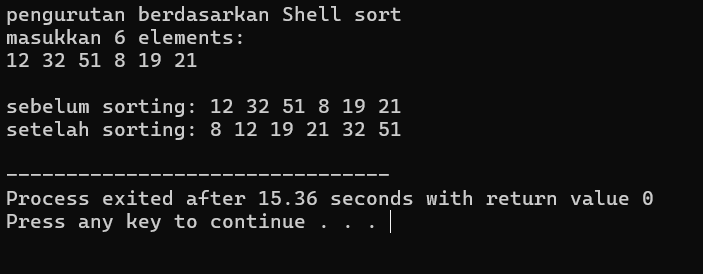 pengurutan berdasarkan Shell sort
masukkan 6 elements:
12 32 51 8 19 21
sebelum sorting: 12 32 51 8 19 21
setelah sorting: 8 12 19 21 32 51
--------------------------------
Process exited after 15.36 seconds with return value 0
Press any key to continue . . .